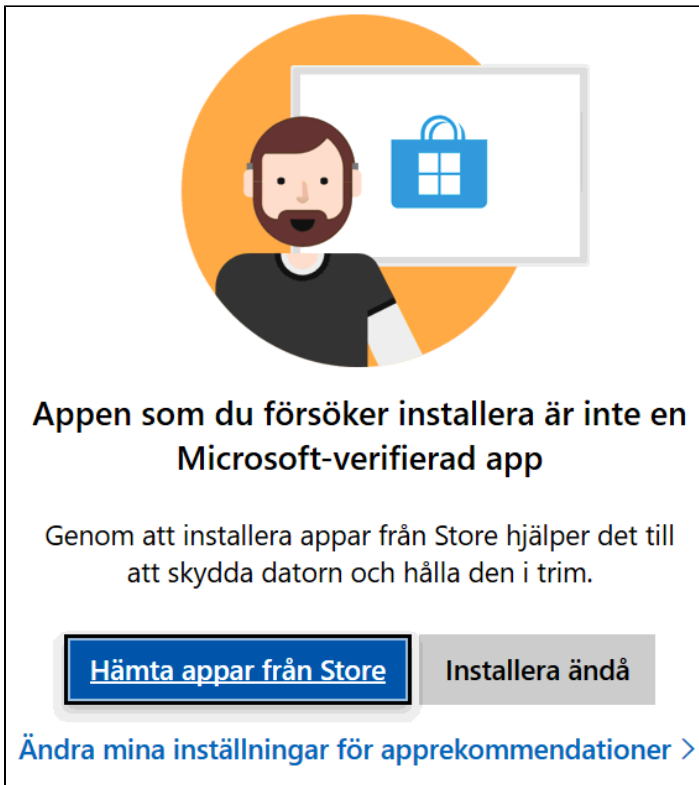 Appen som du försöker installera är inte en
Microsoft-verifierad app
Genom att installera appar från Store hjälper det till
att skydda datorn och hålla den i trim.
Hämta appar från Store
Installera ändå
Ändra mina inställningar för apprekommendationer >